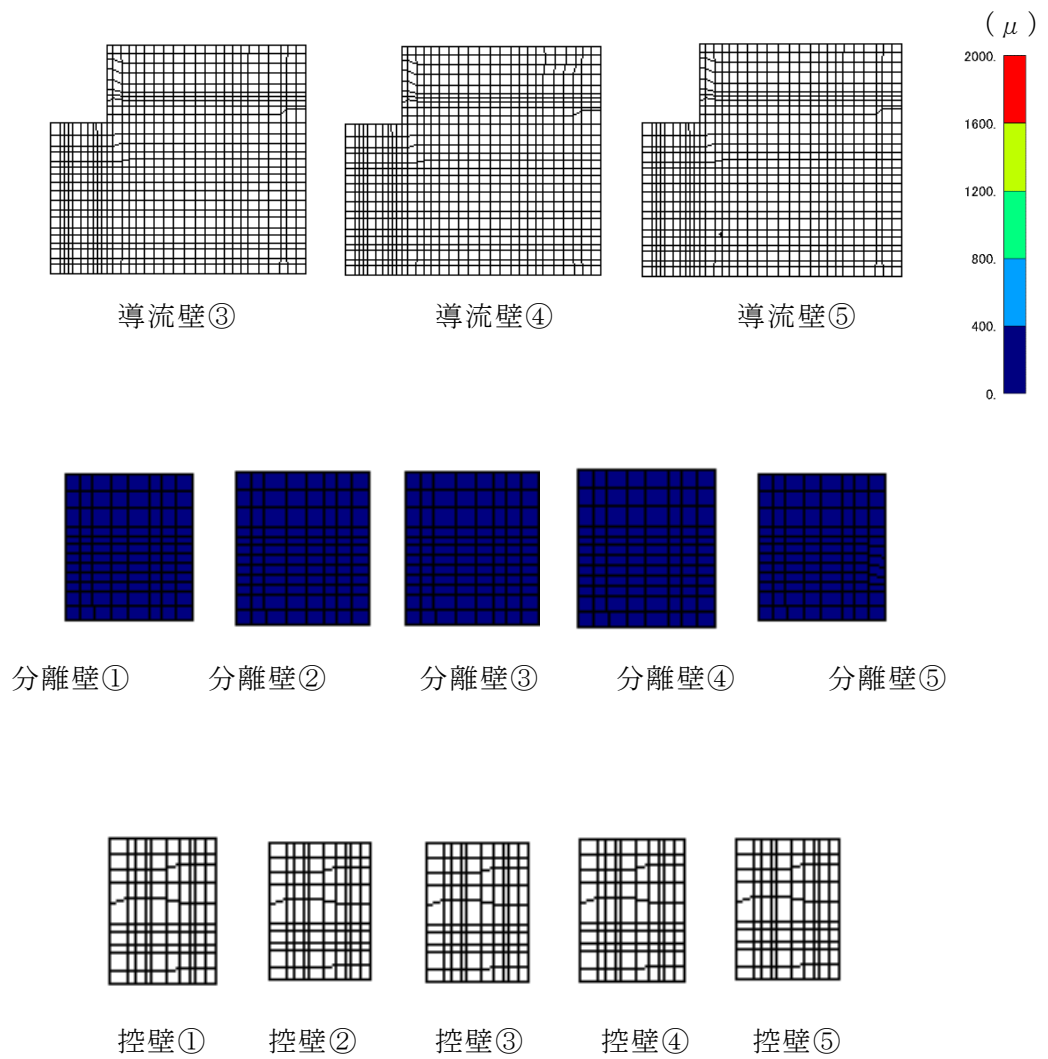 (μ)
2000.
1600.
1200.
800.
400.
0.
導流壁③ 導流壁④ 導流壁⑤
分離壁① 分離壁② 分離壁③ 分離壁④ 分離壁⑤
控壁① 控壁② 控壁③ 控壁④ 控壁⑤